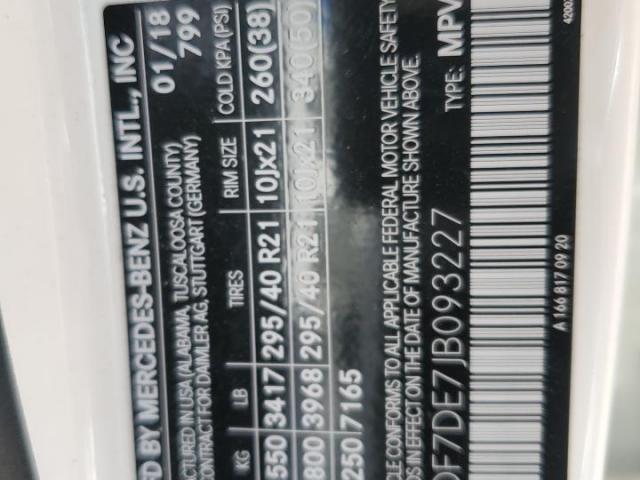 FD BY MERCEDES-BENZ U.S. INTL., INC
01/18
799
IN USA (ALABAMA, TUSCALOOSA COUNTY)
CONTRACT FOR DAIMLER AG, STUTTGART (GERMANY)
KG LB TIRES RIM SIZE COLD KPA(PSI)
550 3417 295/40 R21 10Jx21 260(38)
800 3968 295/40 R21 10Jx21 340(50)
250 7165
CLE CONFORMS TO ALL APPLICABLE FEDERAL MOTOR VEHICLE SAFETY
DS IN EFFECT ON THE DATE OF MANUFACTURE SHOWN ABOVE.
DF7DE7JB093227 TYPE: MPV
A 166 817 09 20